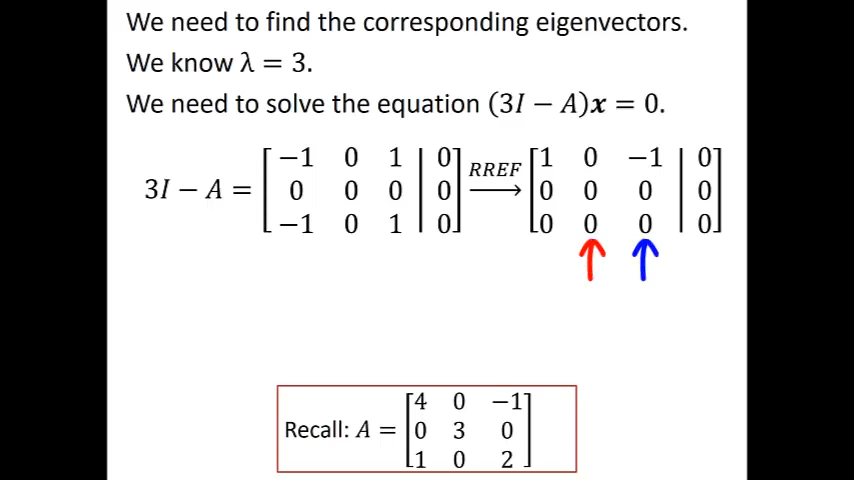 We need to find the corresponding eigenvectors.
We know λ = 3.
We need to solve the equation (3𝐼 − 𝐴)𝒙 = 0.
3𝐼 − 𝐴 = [ −1 0 1 | 0 ; 0 0 0 | 0 ; −1 0 1 | 0 ] 𝑅𝑅𝐸𝐹 → [ 1 0 −1 | 0 ; 0 0 0 | 0 ; 0 0 0 | 0 ]
Recall: 𝐴 = [ 4 0 −1 ; 0 3 0 ; 1 0 2 ]